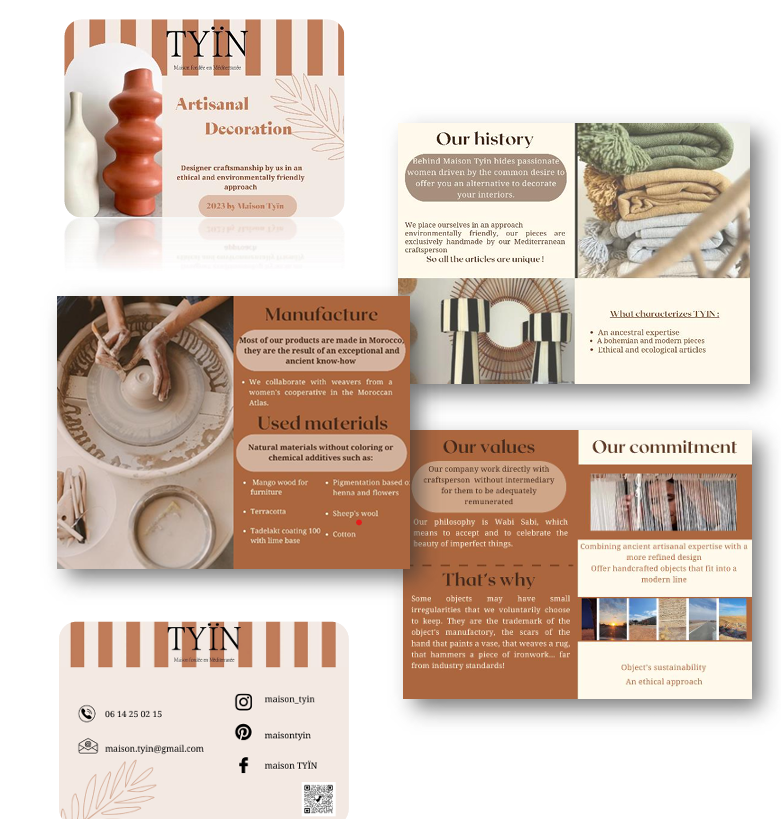 TYÏN
Maison fondée en Méditerranée
Artisanal
Decoration
Designer craftsmanship by us in an
ethical and environmentally friendly
approach
2023 by Maison Tyïn
Our history
Behind Maison Tyïn hides passionate
women driven by the common desire to
offer you an alternative to decorate
your interiors.
We place ourselves in an approach
environmentally friendly, our pieces are
exclusively handmade by our Mediterranean
craftsperson
So all the articles are unique !
What characterizes TYIN :
• An ancestral expertise
• A bohemian and modern pieces
• Ethical and ecological articles
Manufacture
Most of our products are made in Morocco,
they are the result of an exceptional and
ancient know-how
• We collaborate with weavers from a
women's cooperative in the Moroccan
Atlas.
Used materials
Natural materials without coloring or
chemical additives such as:
• Mango wood for
furniture
• Terracotta
• Tadelakt coating 100
with lime base
• Pigmentation based o
henna and flowers
• Sheep's wool
• Cotton
Our values
Our company work directly with
craftsperson without intermediary
for them to be adequately
remunerated
Our philosophy is Wabi Sabi, which
means to accept and to celebrate the
beauty of imperfect things.
That's why
Some objects may have small
irregularities that we voluntarily choose
to keep. They are the trademark of the
object's manufactory, the scars of the
hand that paints a vase, that weaves a rug,
that hammers a piece of ironwork... far
from industry standards!
Our commitment
Combining ancient artisanal expertise with a
more refined design
Offer handcrafted objects that fit into a
modern line
Object's sustainability
An ethical approach
TYÏN
Maison fondée en Méditerranée
06 14 25 02 15
maison.tyin@gmail.com
maison_tyin
maisontyin
maison TYÏN